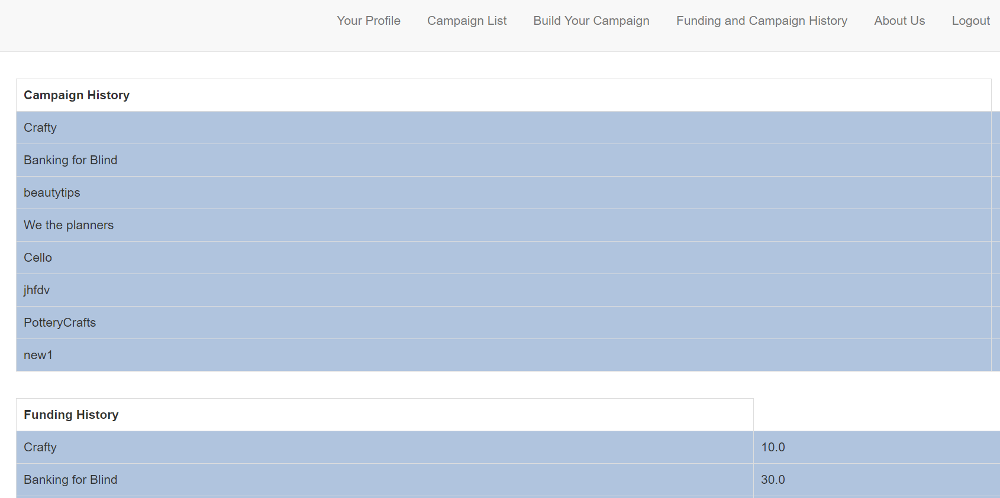 Your Profile Campaign List Build Your Campaign Funding and Campaign History About Us Logout
Campaign History
Crafty
Banking for Blind
beautytips
We the planners
Cello
jhfdv
PotteryCrafts
new1
Funding History
Crafty 10.0
Banking for Blind 30.0